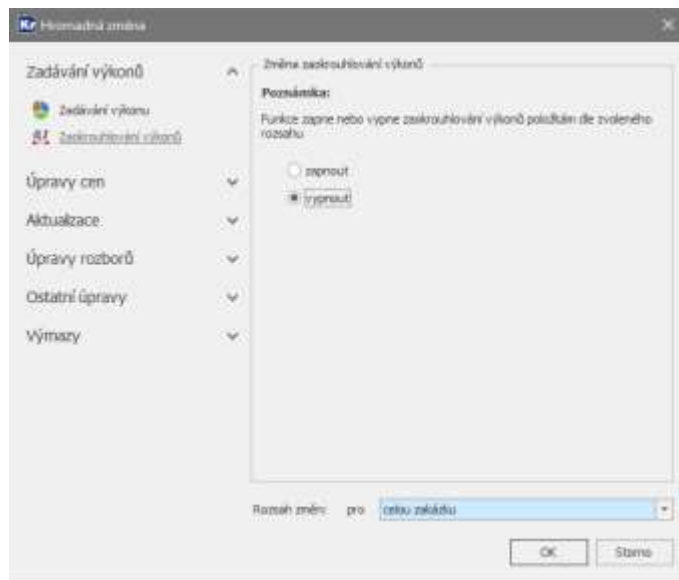 Kr Hromadná změna
Zadávání výkonů
Zadávání výkonu
Zaokrouhlování výkonů
Úpravy cen
Aktualizace
Úpravy rozborů
Ostatní úpravy
Výmazy
Změna zaokrouhlování výkonů
Poznámka:
Funkce zapne nebo vypne zaokrouhlování výkonů položkám dle zvoleného
rozsahu
zapnout
vypnout
Rozsah změn: pro celou zakázku
OK Storno